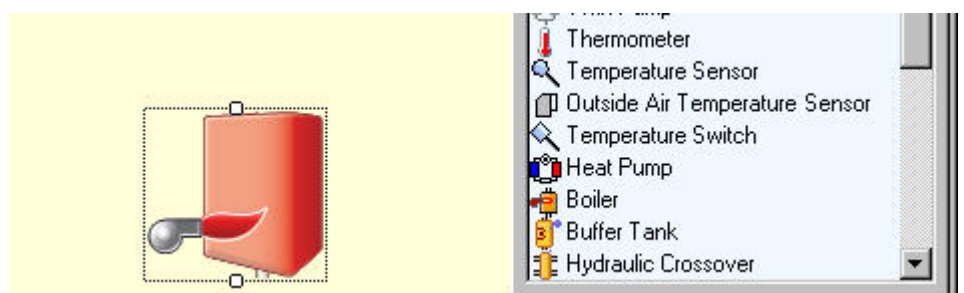 Thermometer
Temperature Sensor
Outside Air Temperature Sensor
Temperature Switch
Heat Pump
Boiler
Buffer Tank
Hydraulic Crossover